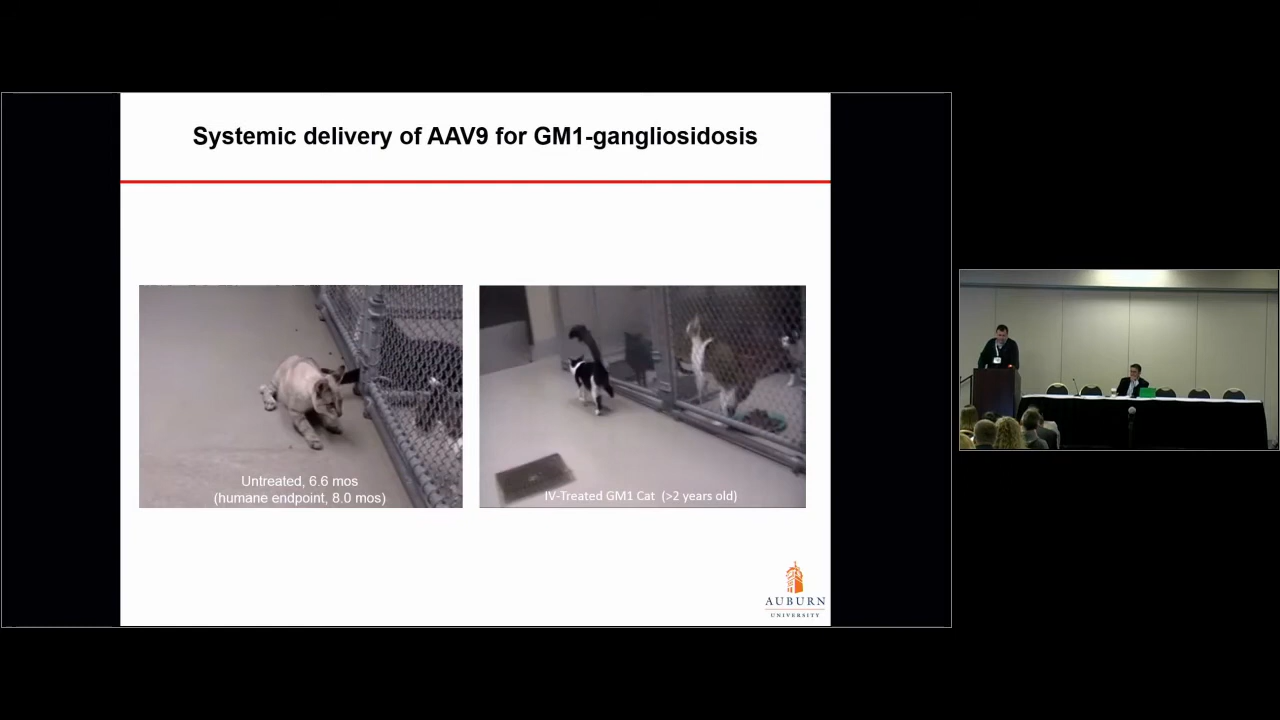 Systemic delivery of AAV9 for GM1-gangliosidosis
Untreated, 6.6 mos
(humane endpoint, 8.0 mos)
IV-Treated GM1 Cat (>2 years old)
AUBURN
UNIVERSITY